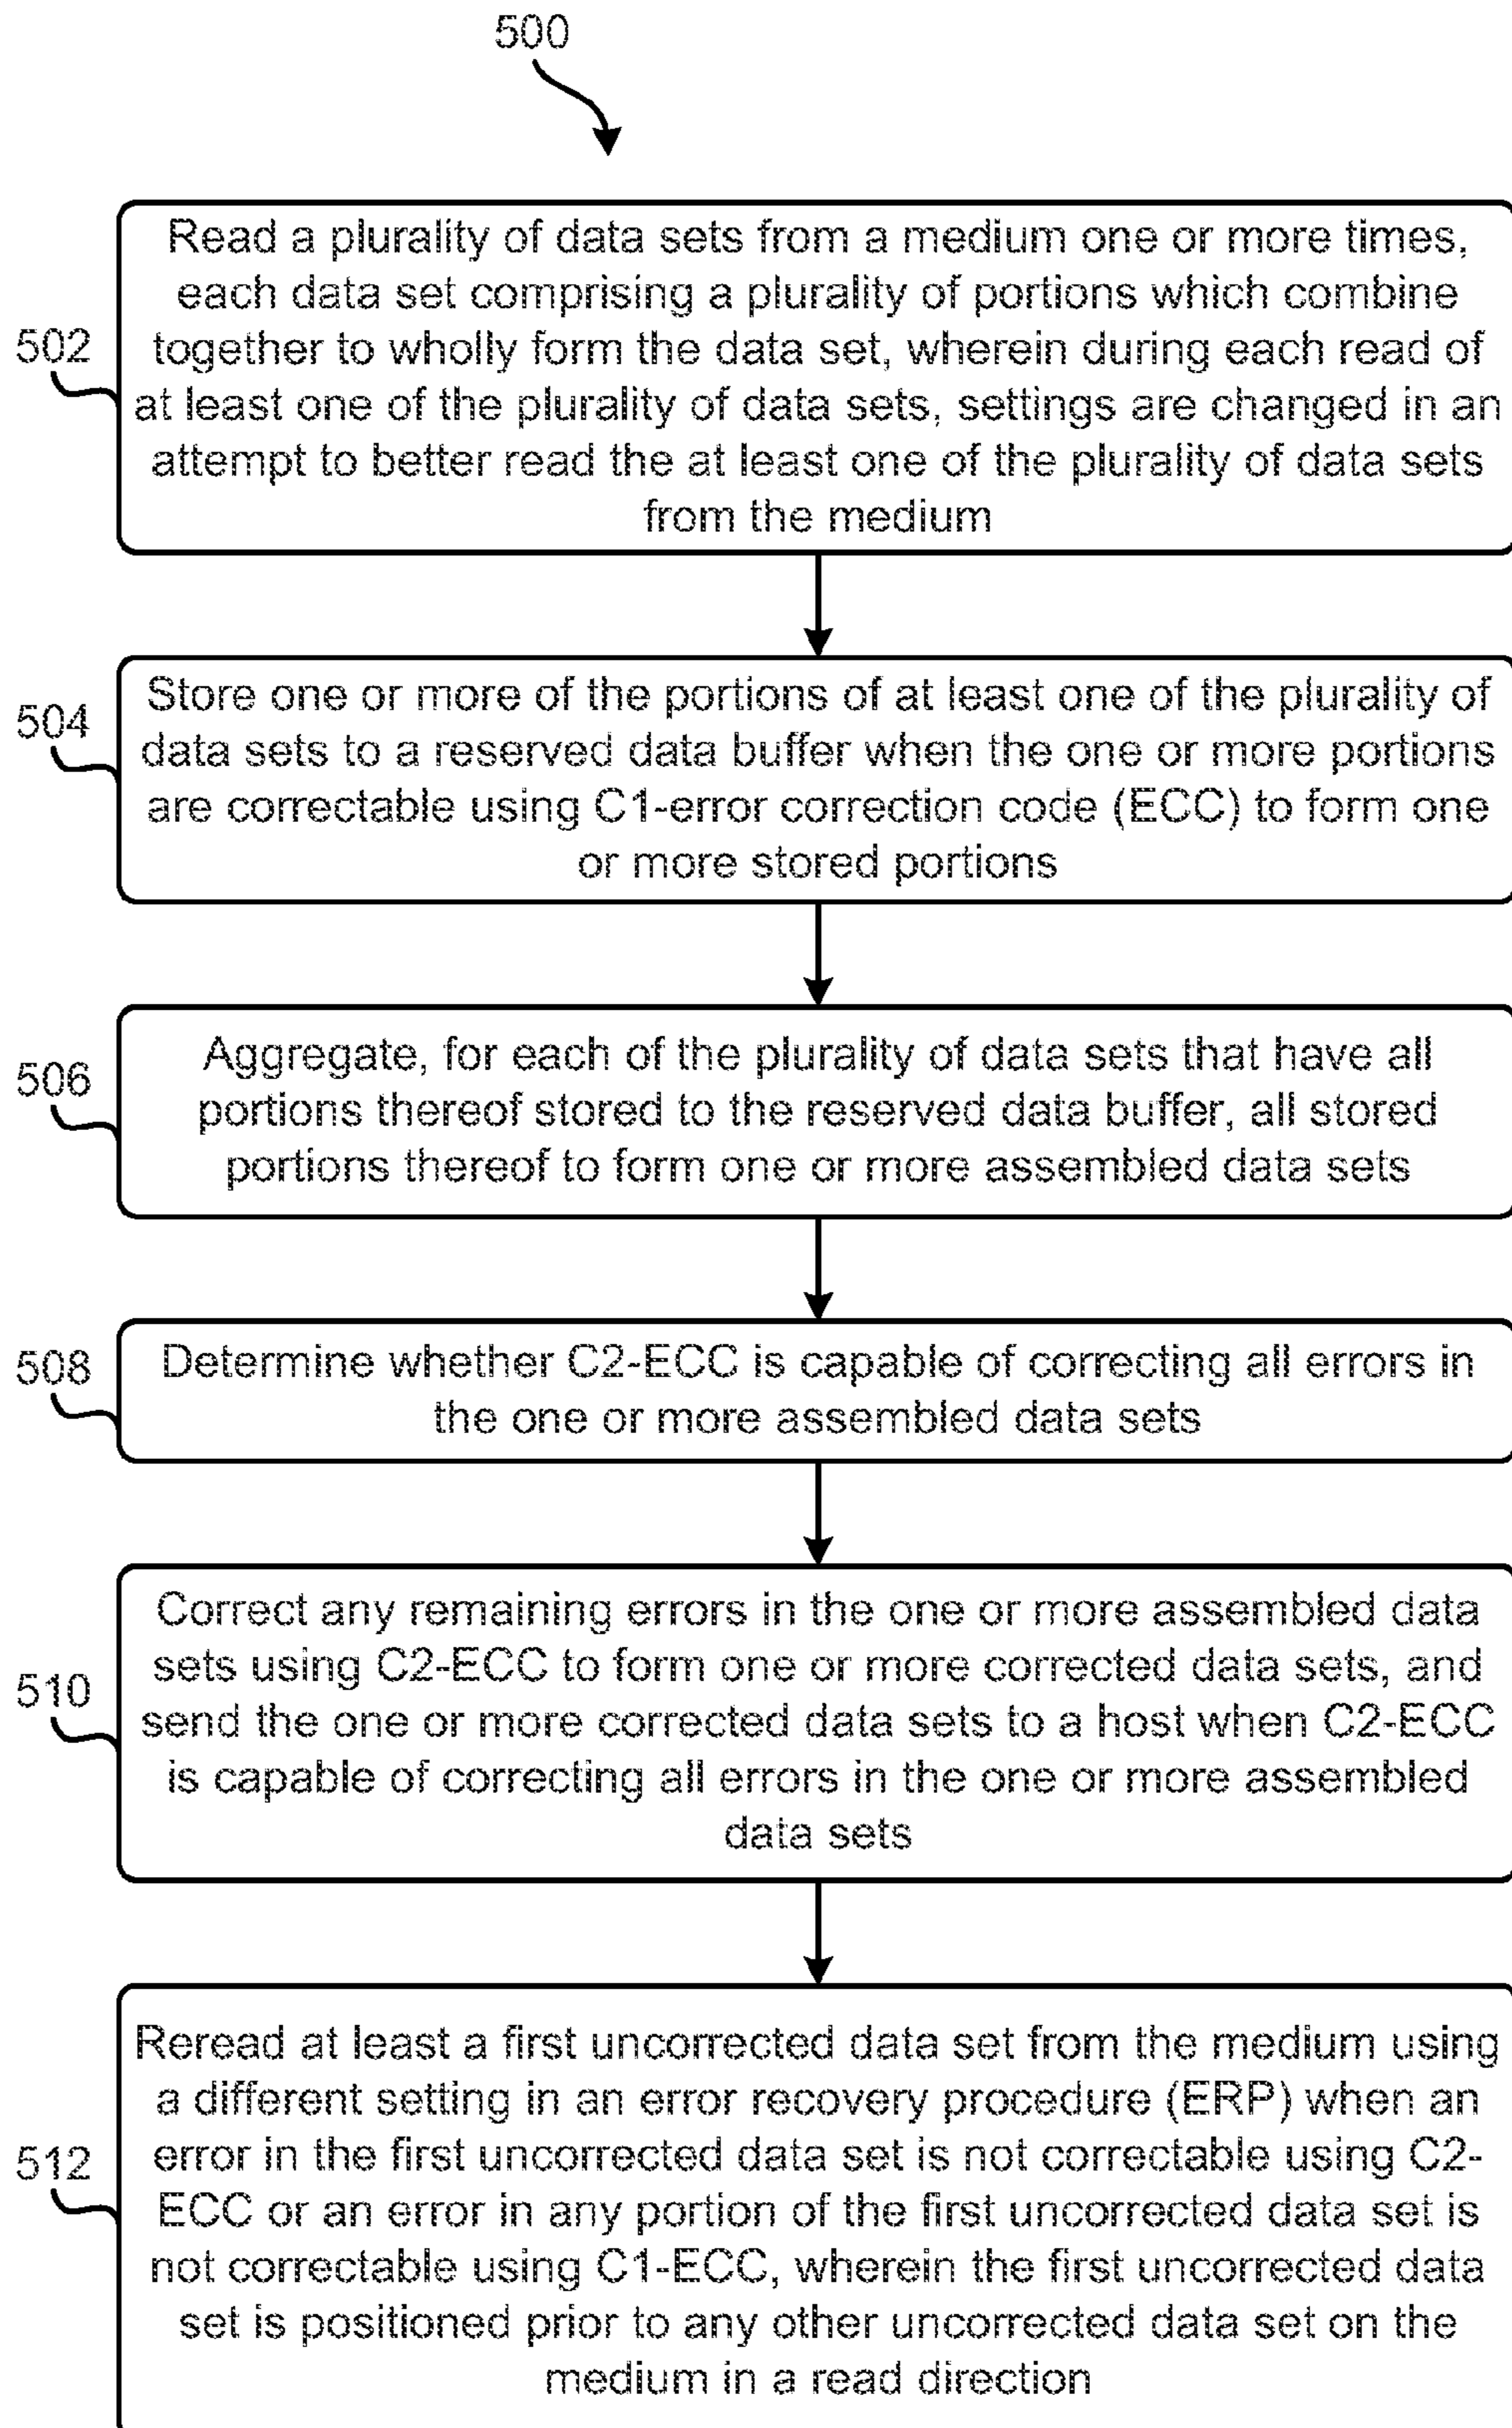 500
502
Read a plurality of data sets from a medium one or more times,
each data set comprising a plurality of portions which combine
together to wholly form the data set, wherein during each read of
at least one of the plurality of data sets, settings are changed in an
attempt to better read the at least one of the plurality of data sets
from the medium
504
Store one or more of the portions of at least one of the plurality of
data sets to a reserved data buffer when the one or more portions
are correctable using C1-error correction code (ECC) to form one
or more stored portions
506
Aggregate, for each of the plurality of data sets that have all
portions thereof stored to the reserved data buffer, all stored
portions thereof to form one or more assembled data sets
508
Determine whether C2-ECC is capable of correcting all errors in
the one or more assembled data sets
510
Correct any remaining errors in the one or more assembled data
sets using C2-ECC to form one or more corrected data sets, and
send the one or more corrected data sets to a host when C2-ECC
is capable of correcting all errors in the one or more assembled
data sets
512
Reread at least a first uncorrected data set from the medium using
a different setting in an error recovery procedure (ERP) when an
error in the first uncorrected data set is not correctable using C2-
ECC or an error in any portion of the first uncorrected data set is
not correctable using C1-ECC, wherein the first uncorrected data
set is positioned prior to any other uncorrected data set on the
medium in a read direction